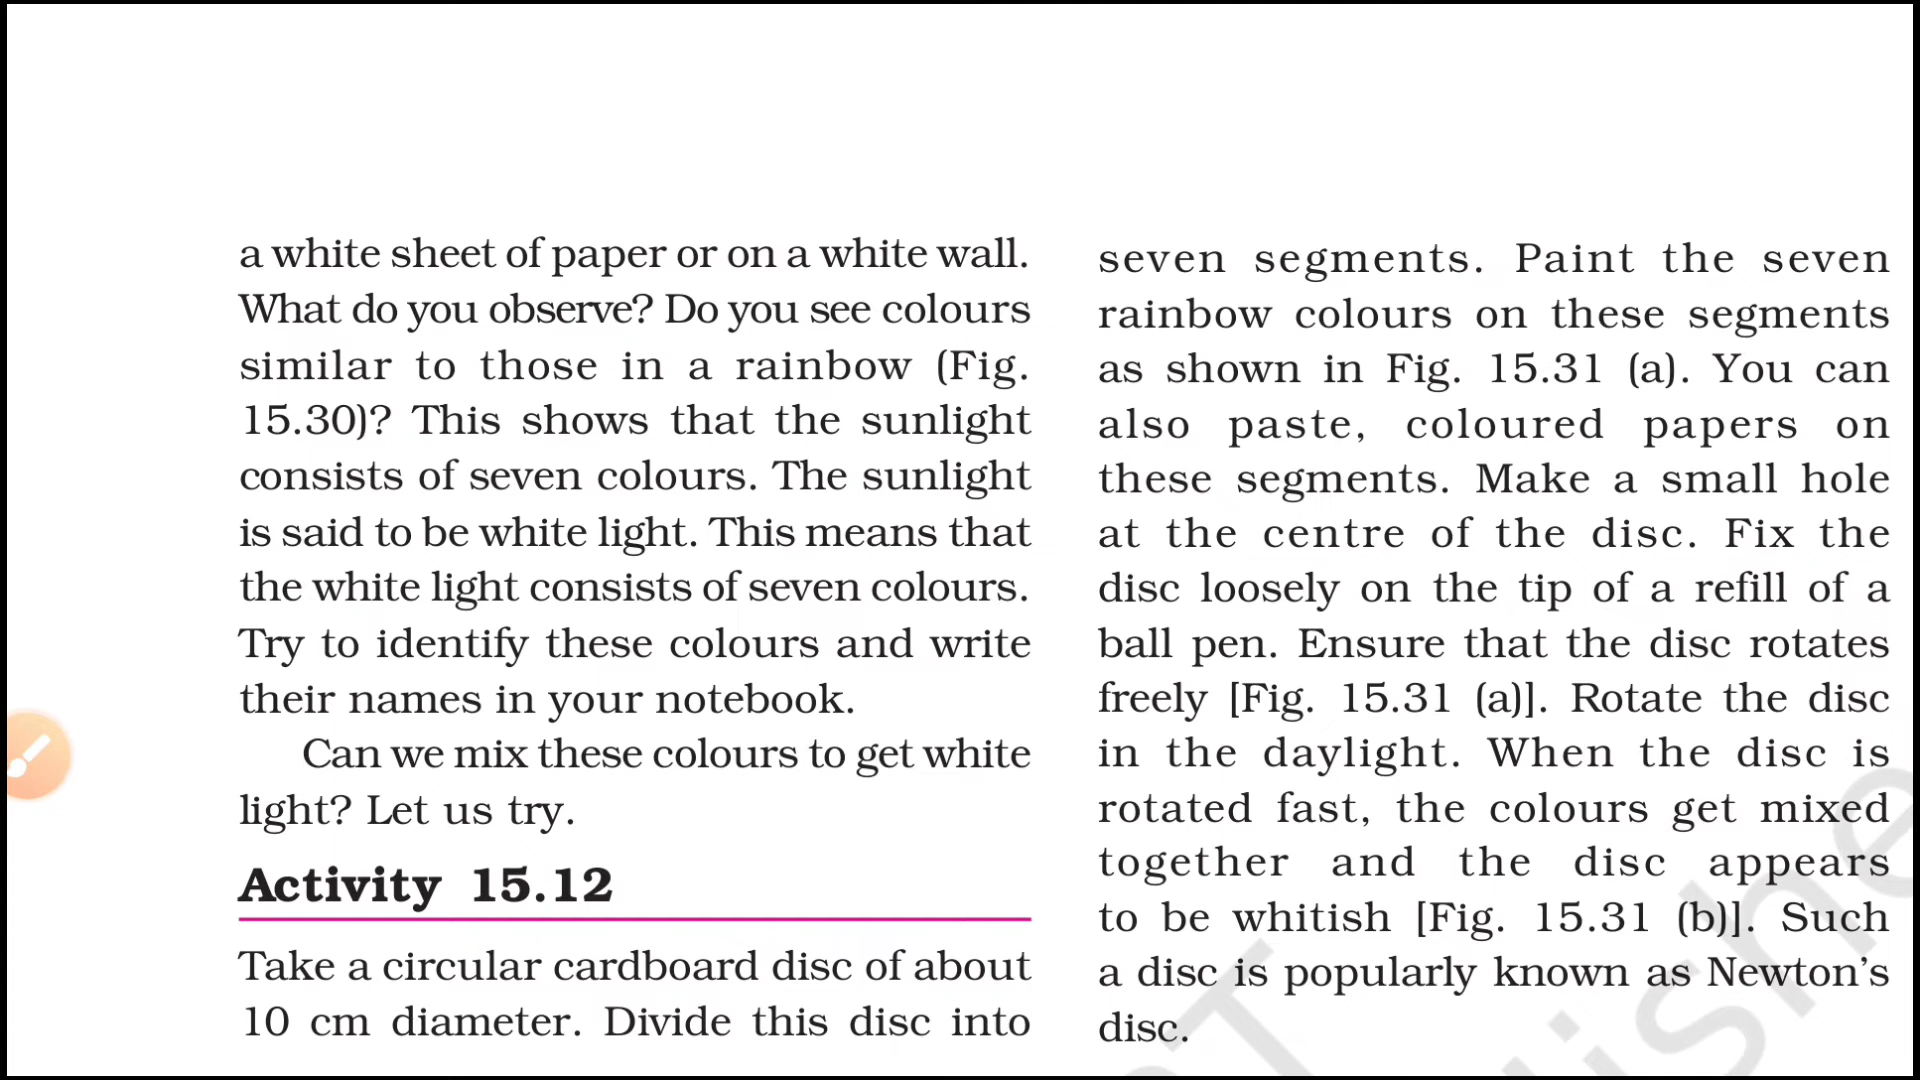 a white sheet of paper or on a white wall.
What do you observe? Do you see colours
similar to those in a rainbow (Fig.
15.30)? This shows that the sunlight
consists of seven colours. The sunlight
is said to be white light. This means that
the white light consists of seven colours.
Try to identify these colours and write
their names in your notebook.
Can we mix these colours to get white
light? Let us try.
Activity 15.12
Take a circular cardboard disc of about
10 cm diameter. Divide this disc into
seven segments. Paint the seven
rainbow colours on these segments
as shown in Fig. 15.31 (a). You can
also paste, coloured papers on
these segments. Make a small hole
at the centre of the disc. Fix the
disc loosely on the tip of a refill of a
ball pen. Ensure that the disc rotates
freely [Fig. 15.31 (a)]. Rotate the disc
in the daylight. When the disc is
rotated fast, the colours get mixed
together and the disc appears
to be whitish [Fig. 15.31 (b)]. Such
a disc is popularly known as Newton’s
disc.